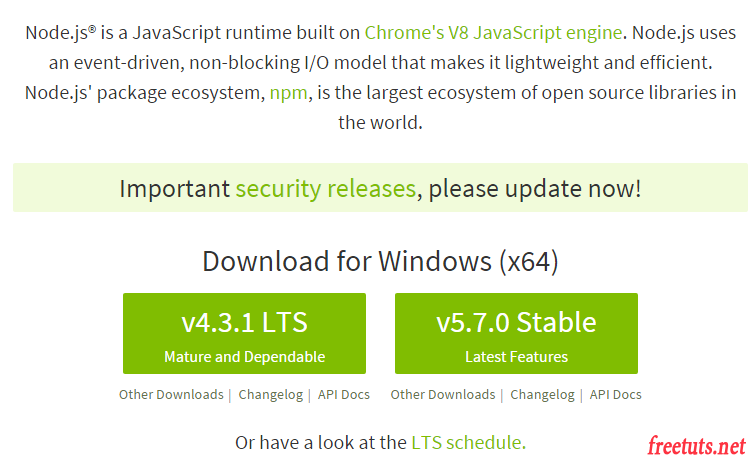 Node.js® is a JavaScript runtime built on Chrome's V8 JavaScript engine. Node.js uses
an event-driven, non-blocking I/O model that makes it lightweight and efficient.
Node.js' package ecosystem, npm, is the largest ecosystem of open source libraries in
the world.
Important security releases, please update now!
Download for Windows (x64)
v4.3.1 LTS
Mature and Dependable
Other Downloads | Changelog | API Docs
v5.7.0 Stable
Latest Features
Other Downloads | Changelog | API Docs
Or have a look at the LTS schedule.
freetuts.net